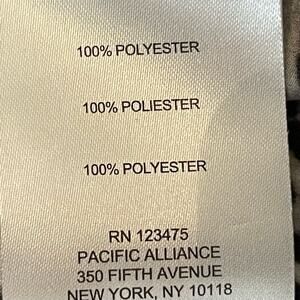 100% POLYESTER
100% POLIESTER
100% POLYESTER
RN 123475
PACIFIC ALLIANCE
350 FIFTH AVENUE
NEW YORK, NY 10118